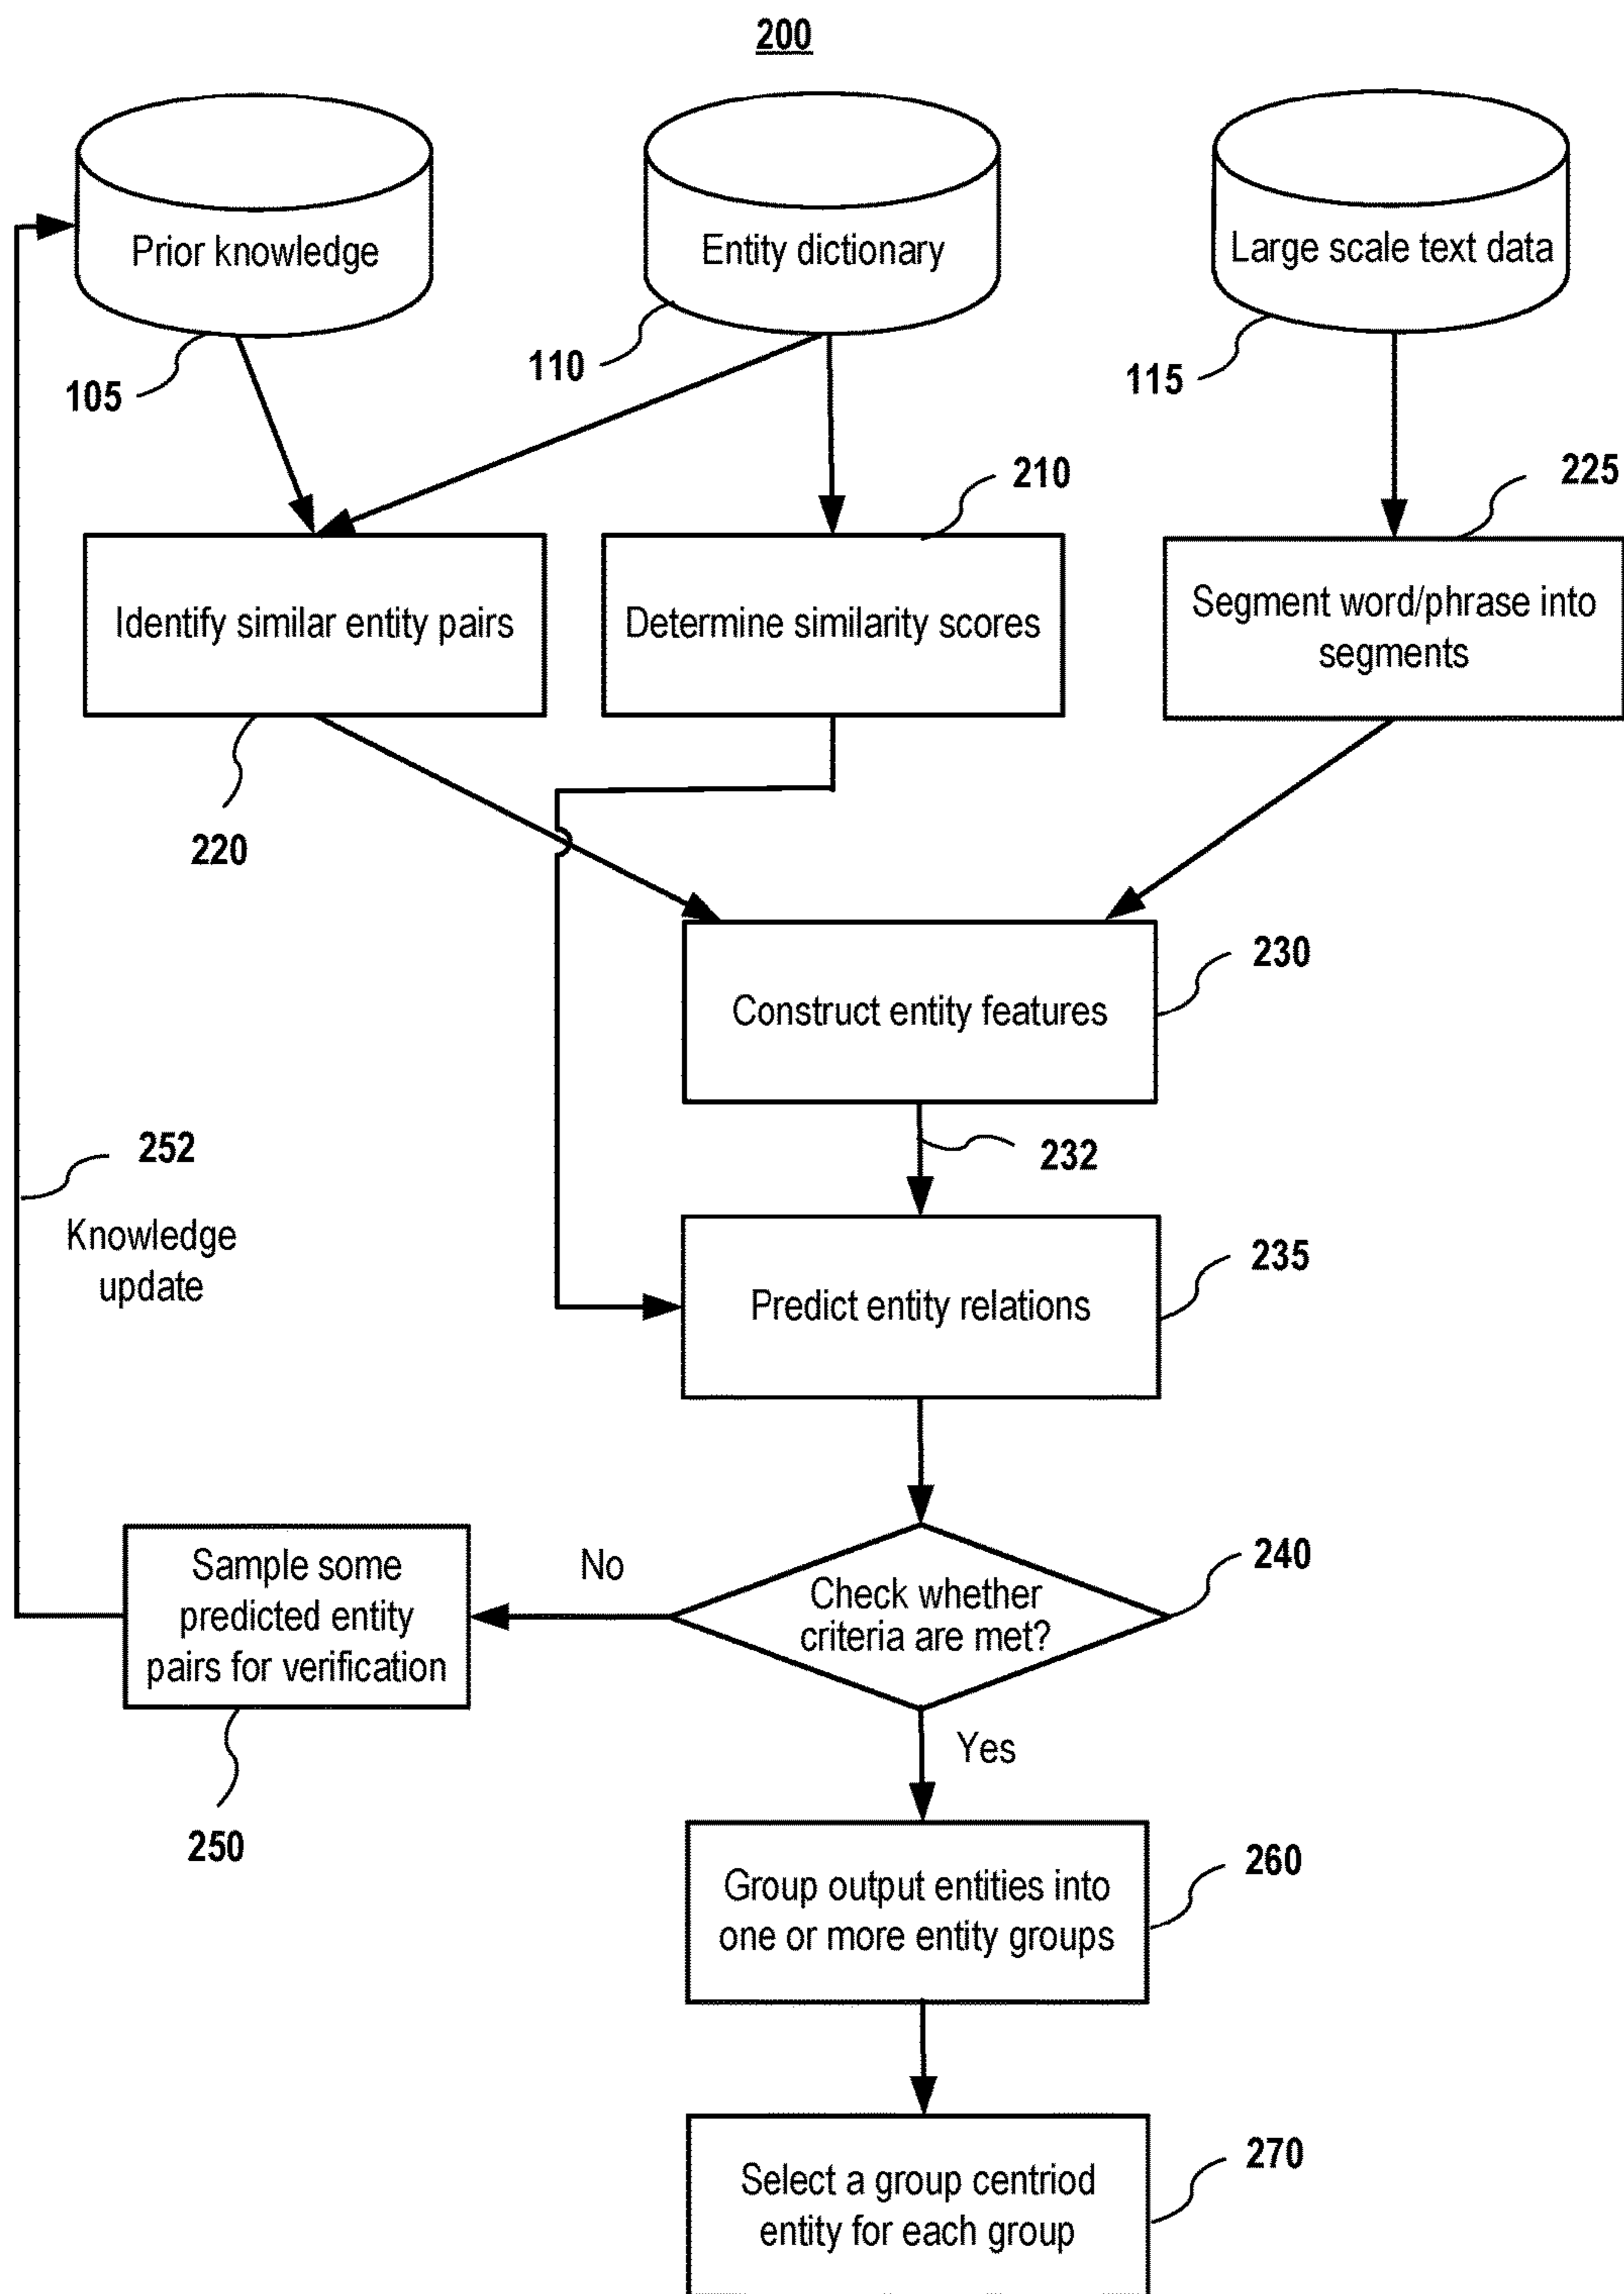 200
Prior knowledge
Entity dictionary
Large scale text data
105
110
115
210
225
Identify similar entity pairs
Determine similarity scores
Segment word/phrase into
segments
220
230
Construct entity features
232
252
Knowledge
update
235
Predict entity relations
240
Check whether
criteria are met?
No
Sample some
predicted entity
pairs for verification
250
Yes
260
Group output entities into
one or more entity groups
270
Select a group centriod
entity for each group